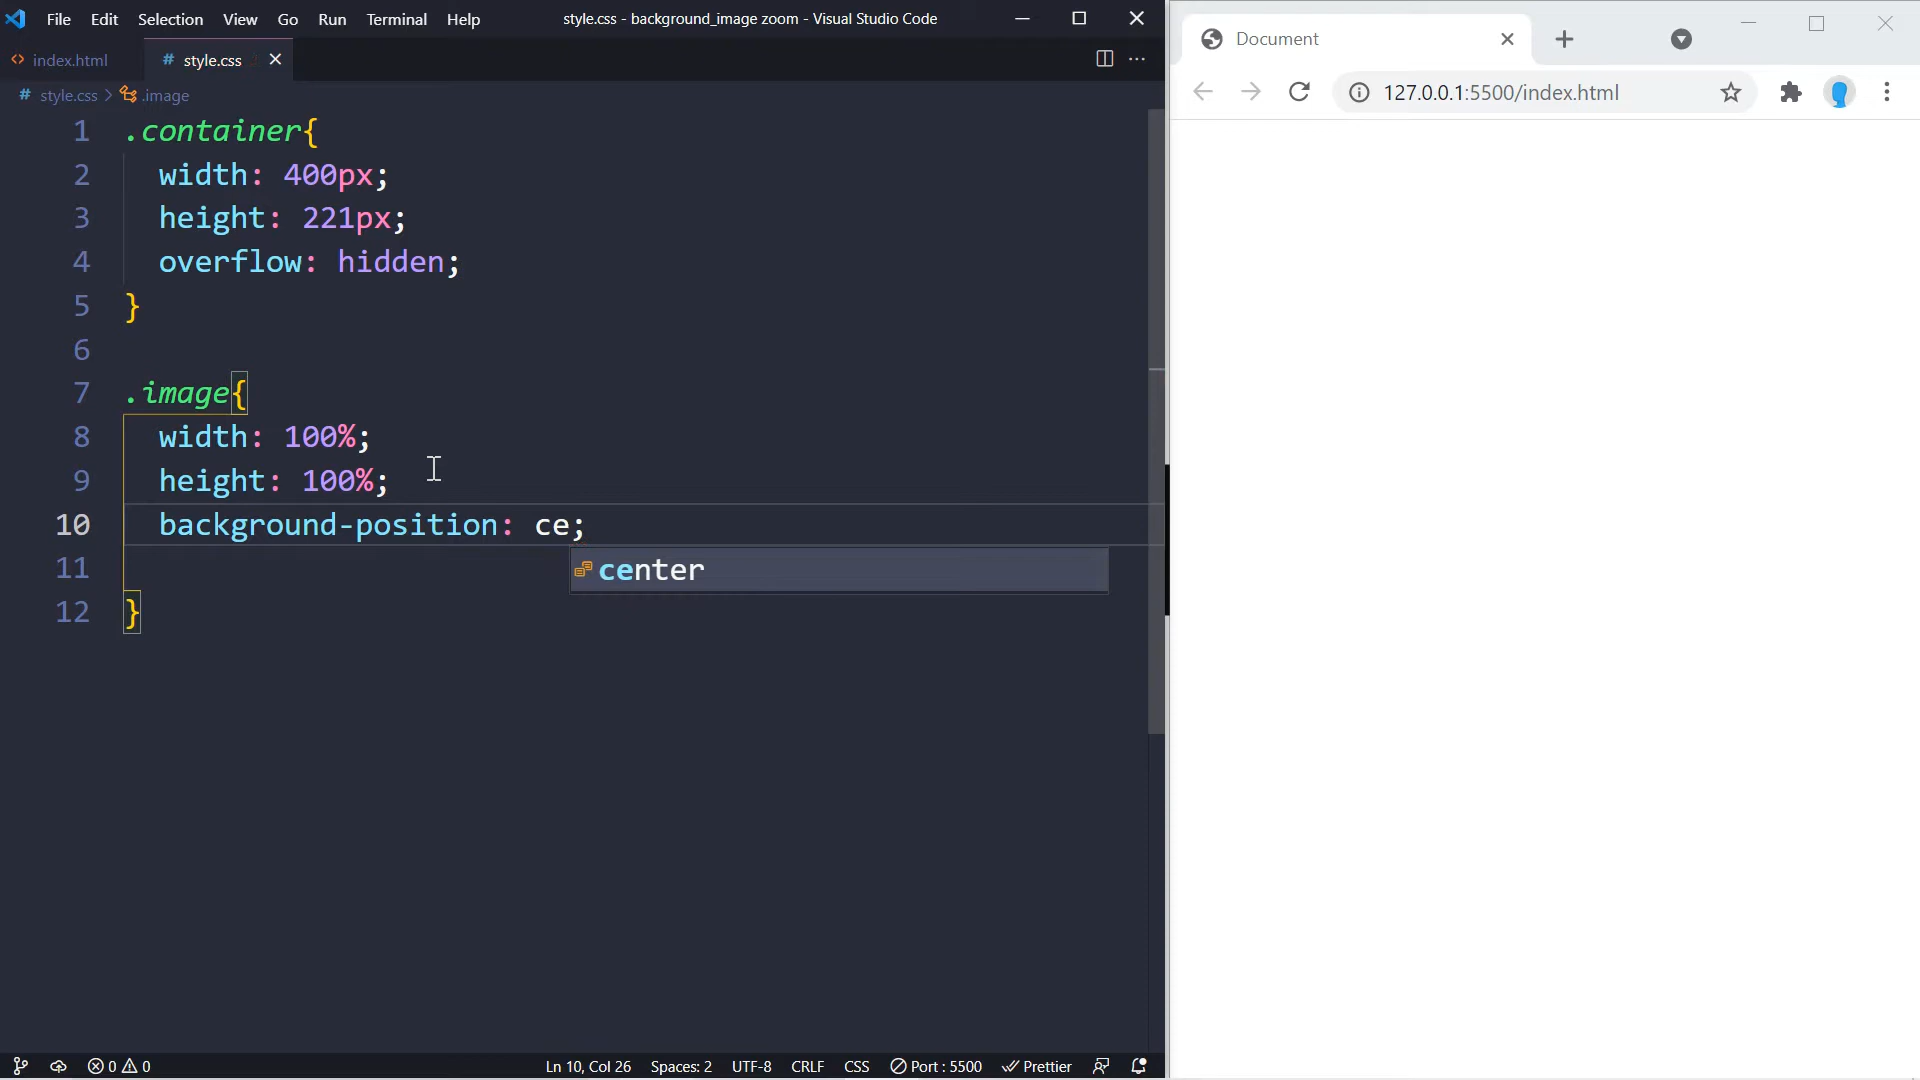 File Edit Selection View Go Run Terminal Help style.css - background_image zoom - Visual Studio Code
index.html # style.css
# style.css > .image
1 .container{
2 width: 400px;
3 height: 221px;
4 overflow: hidden;
5 }
6
7 .image{
8 width: 100%;
9 height: 100%;
10 background-position: ce;
center
11
12 }
0 0 Ln 10, Col 26 Spaces: 2 UTF-8 CRLF CSS Port : 5500 Prettier
Document
127.0.0.1:5500/index.html